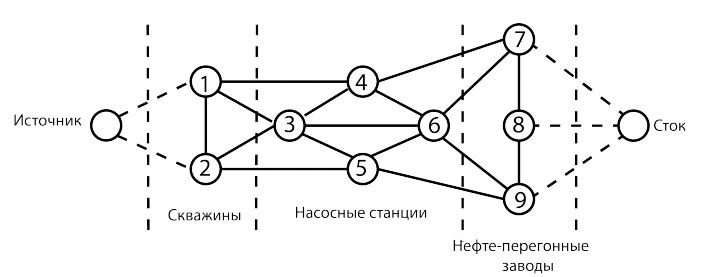 7
1
4
Источник
3
6
8
Сток
2
5
9
Скважины
Насосные станции
Нефте-перегонные
заводы